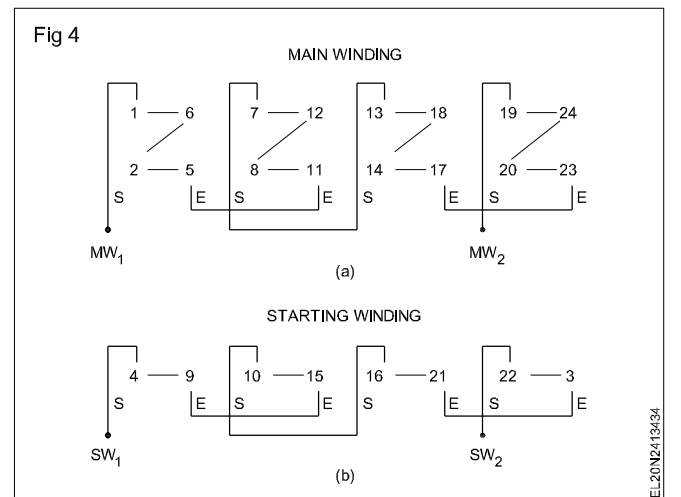 Fig 4
MAIN WINDING
1 — 6 7 — 12 13 — 18 19 — 24
2 — 5 8 — 11 14 — 17 20 — 23
S E S E S E S E
MW1 MW2
(a)
STARTING WINDING
4 — 9 10 — 15 16 — 21 22 — 3
S E S E S E S E
SW1 SW2
(b)
EL20N2413434